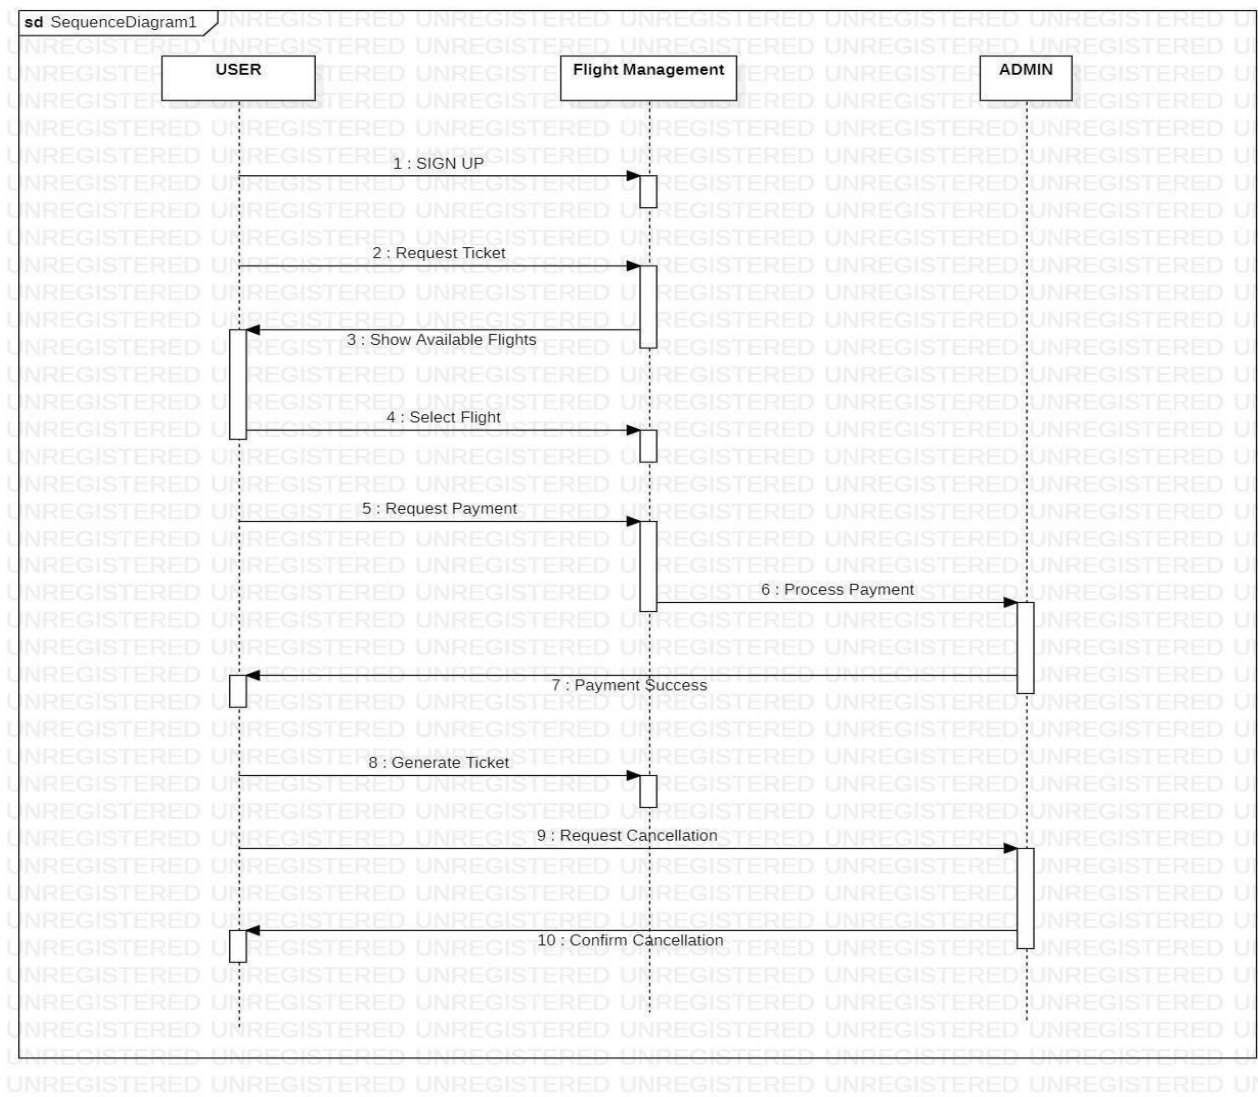 sd SequenceDiagram1
USER
Flight Management
ADMIN
1 : SIGN UP
2 : Request Ticket
3 : Show Available Flights
4 : Select Flight
5 : Request Payment
6 : Process Payment
7 : Payment Success
8 : Generate Ticket
9 : Request Cancellation
10 : Confirm Cancellation
UNREGISTERED